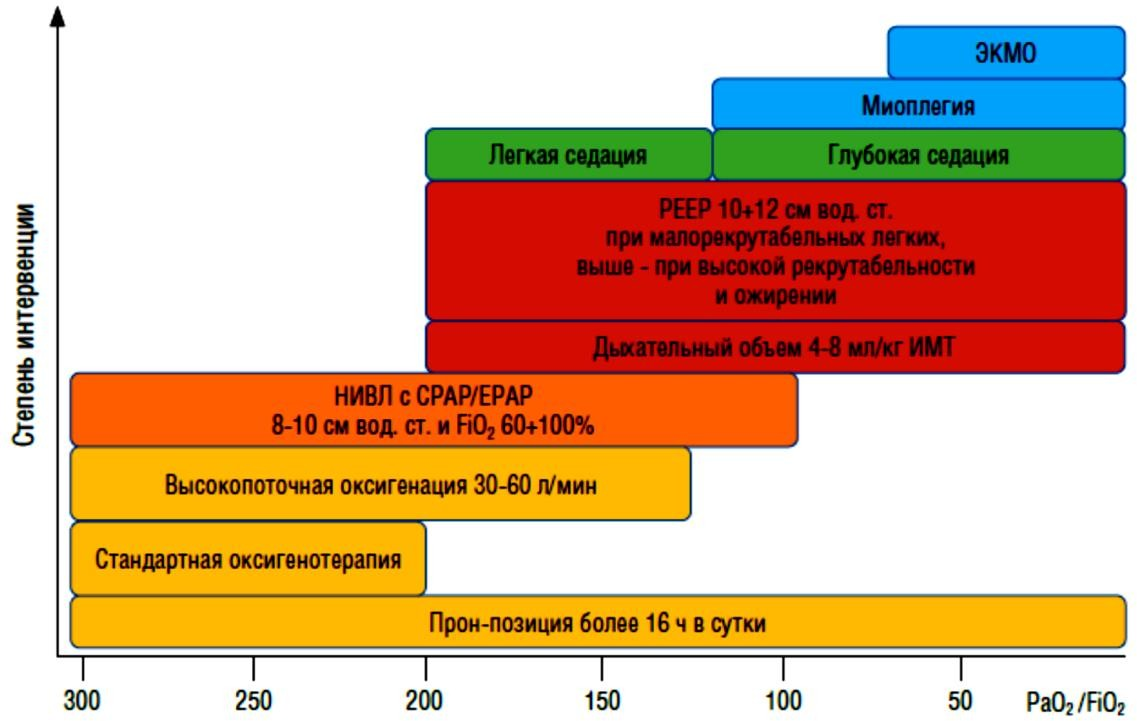 ЭКМО
Миоплегия
Легкая седация
Глубокая седация
PEEP 10+12 см вод. ст.
при малорекрутабельных легких,
выше - при высокой рекрутабельности
и ожирении
Дыхательный объем 4-8 мл/кг ИМТ
НИВЛ с CPAP/EPAP
8-10 см вод. ст. и FiO₂ 60+100%
Высокопоточная оксигенация 30-60 л/мин
Стандартная оксигенотерапия
Прон-позиция более 16 ч в сутки
Степень интервенции
300 250 200 150 100 50 PaO₂/FiO₂